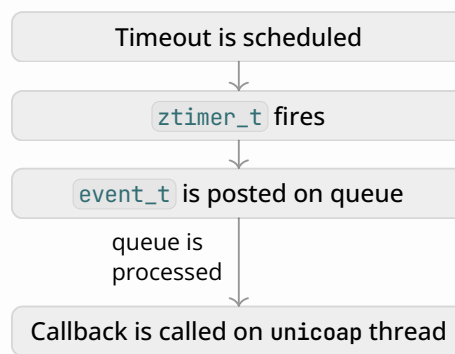 Timeout is scheduled
ztimer_t fires
event_t is posted on queue
queue is
processed
Callback is called on unicoap thread